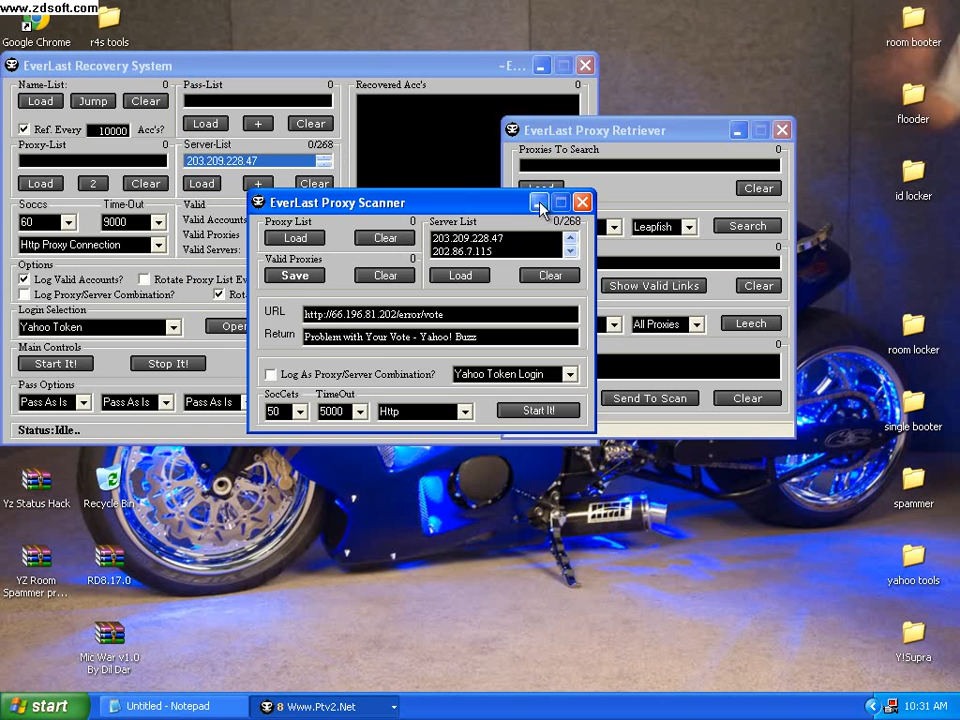 www.zdsoft.com
Google Chrome
r4s tools
room booter
flooder
id locker
room locker
single booter
spammer
yahoo tools
Y!Supra
EverLast Recovery System
~E...
Name-List:
0
Load
Jump
Clear
Ref. Every
10000
Acc's?
Pass-List
0
Load
+
Clear
Recovered Acc's
0
Proxy-List
0
Load
2
Clear
Server-List
0/268
203.209.228.47
Load
+
Clear
Soccs
Time-Out
60
9000
Http Proxy Connection
Valid
Valid Accounts
Valid Proxies
Valid Servers:
Options
Log Valid Accounts?
Rotate Proxy List Ev
Log Proxy/Server Combination?
Rot
Login Selection
Yahoo Token
Open
Main Controls
Start It!
Stop It!
Pass Options
Pass As Is
Pass As Is
Pass As Is
Status:Idle..
EverLast Proxy Retriever
Proxies To Search
0
Load
Clear
Leapfish
Search
0
Show Valid Links
Clear
All Proxies
Leech
0
Send To Scan
Clear
EverLast Proxy Scanner
Proxy List
0
Load
Clear
Server List
0/268
203.209.228.47
202.86.7.115
Valid Proxies
0
Save
Clear
Load
Clear
URL
http://66.196.81.202/error/vote
Return
Problem with Your Vote - Yahoo! Buzz
Log As Proxy/Server Combination?
Yahoo Token Login
SocCets
TimeOut
50
5000
Http
Start It!
Yz Status Hack
Recycle Bin
YZ Room
Spammer pr...
RD8.17.0
Mic War v1.0
By Dil Dar
start
Untitled - Notepad
8 Www.Ptv2.Net
10:31 AM